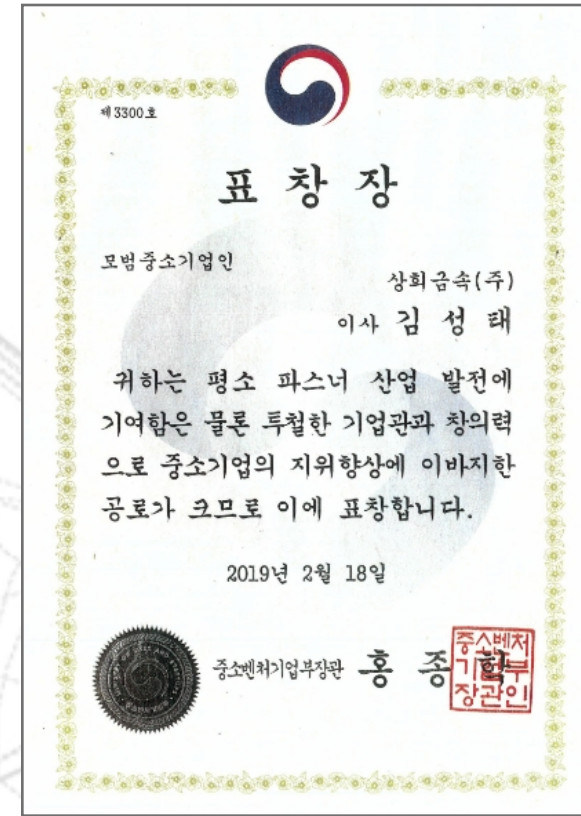 제3300호
표 창 장
모범중소기업인
상희금속(주)
이사 김 성 태
귀하는 평소 파스너 산업 발전에
기여함은 물론 투철한 기업관과 창의력
으로 중소기업의 지위향상에 이바지한
공로가 크므로 이에 표창합니다.
2019년 2월 18일
중소벤처기업부장관 홍 종 학
중소벤처
기업부
장관인